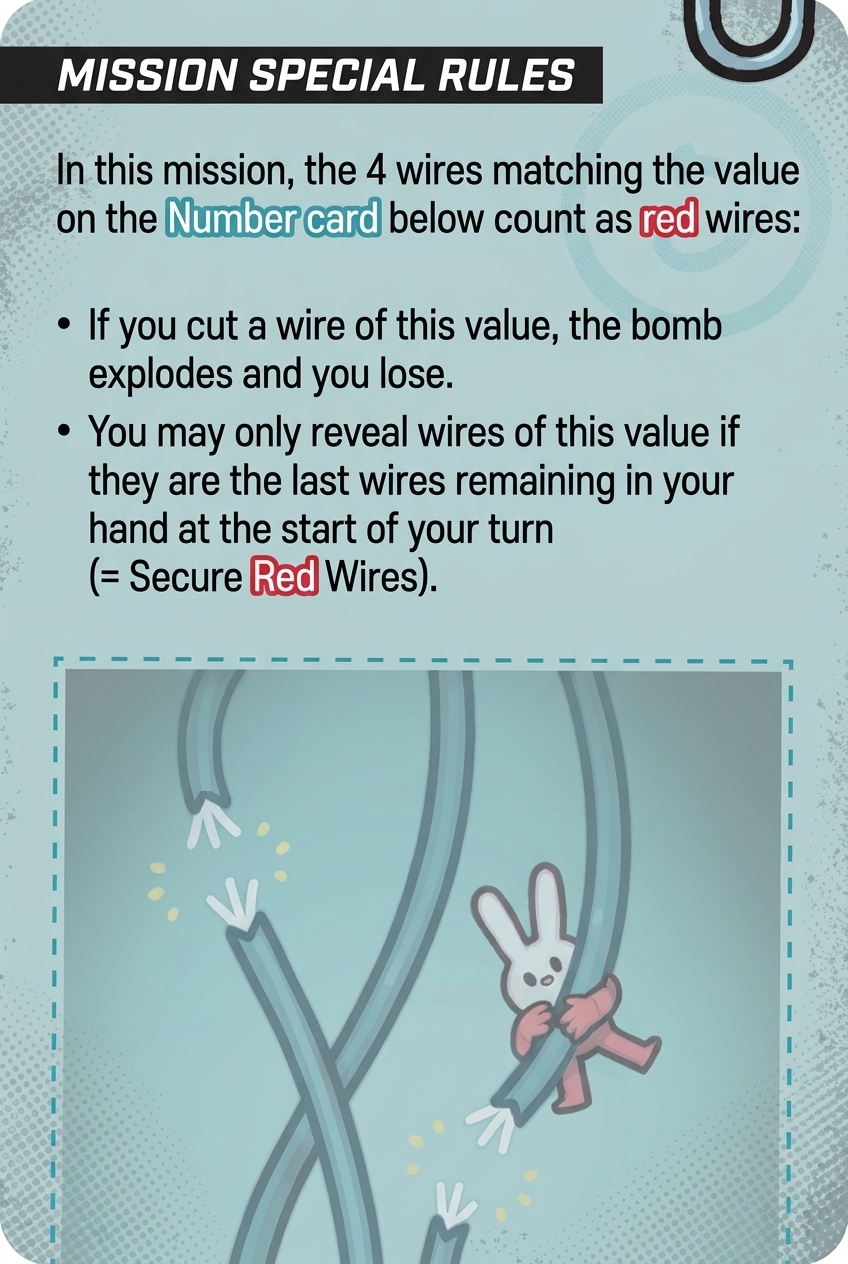 MISSION SPECIAL RULES
In this mission, the 4 wires matching the value
on the Number card below count as red wires:
• If you cut a wire of this value, the bomb
explodes and you lose.
• You may only reveal wires of this value if
they are the last wires remaining in your
hand at the start of your turn
(= Secure Red Wires).